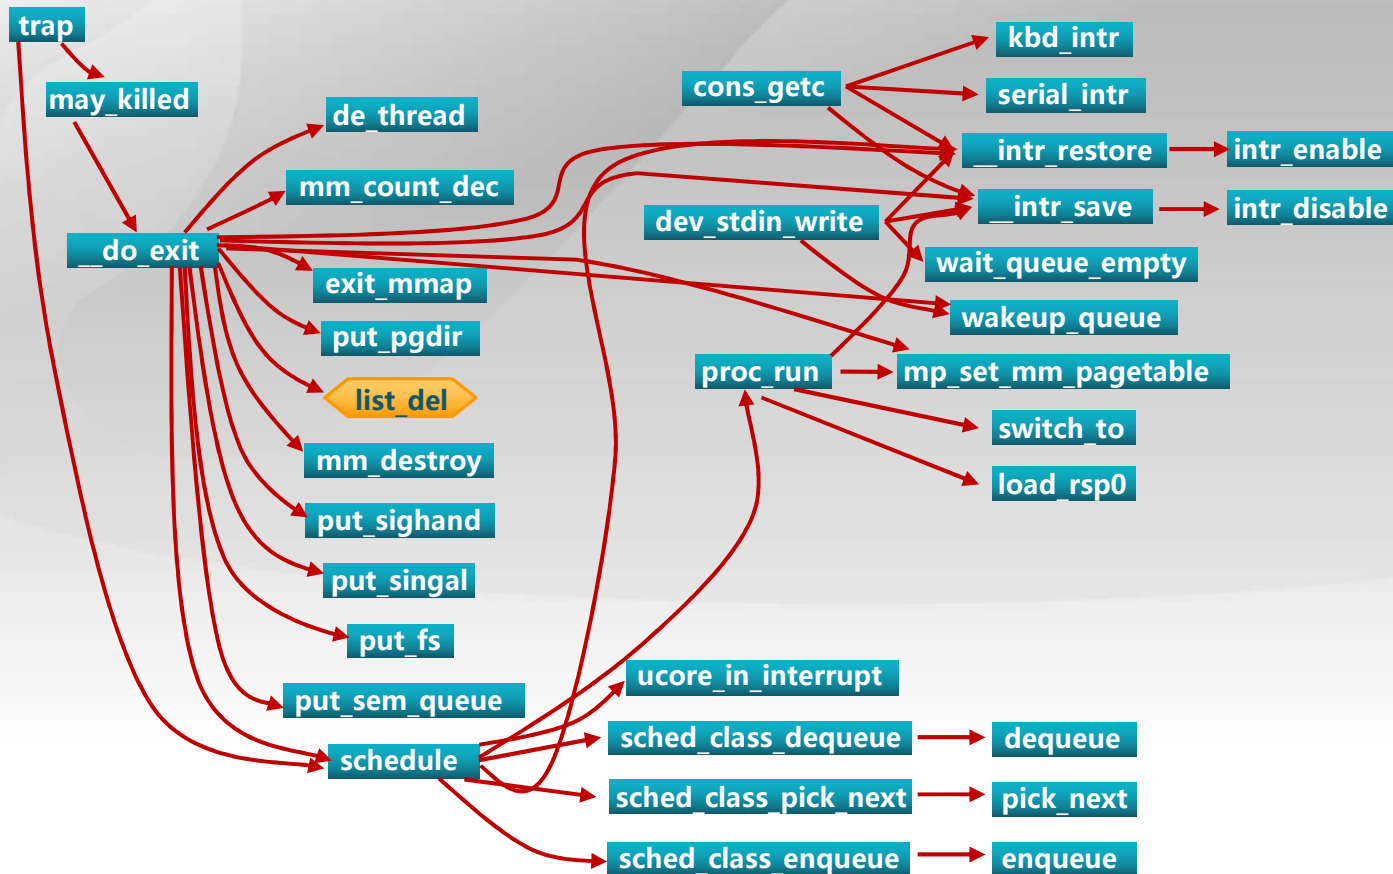 trap
kbd_intr
cons_getc
serial_intr
may_killed
de_thread
__intr_restore
intr_enable
mm_count_dec
__intr_save
intr_disable
dev_stdin_write
__do_exit
wait_queue_empty
exit_mmap
wakeup_queue
put_pgdir
proc_run
mp_set_mm_pagetable
list_del
switch_to
mm_destroy
load_rsp0
put_sighand
put_singal
put_fs
ucore_in_interrupt
put_sem_queue
sched_class_dequeue
dequeue
schedule
sched_class_pick_next
pick_next
sched_class_enqueue
enqueue